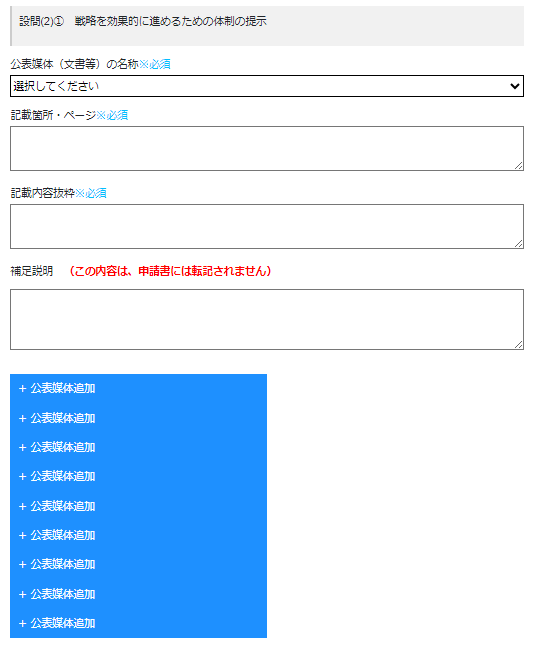 設問(2)① 戦略を効果的に進めるための体制の提示
公表媒体（文書等）の名称※必須
選択してください
記載箇所・ページ※必須
記載内容抜粋※必須
補足説明 （この内容は、申請書には転記されません）
+ 公表媒体追加
+ 公表媒体追加
+ 公表媒体追加
+ 公表媒体追加
+ 公表媒体追加
+ 公表媒体追加
+ 公表媒体追加
+ 公表媒体追加
+ 公表媒体追加